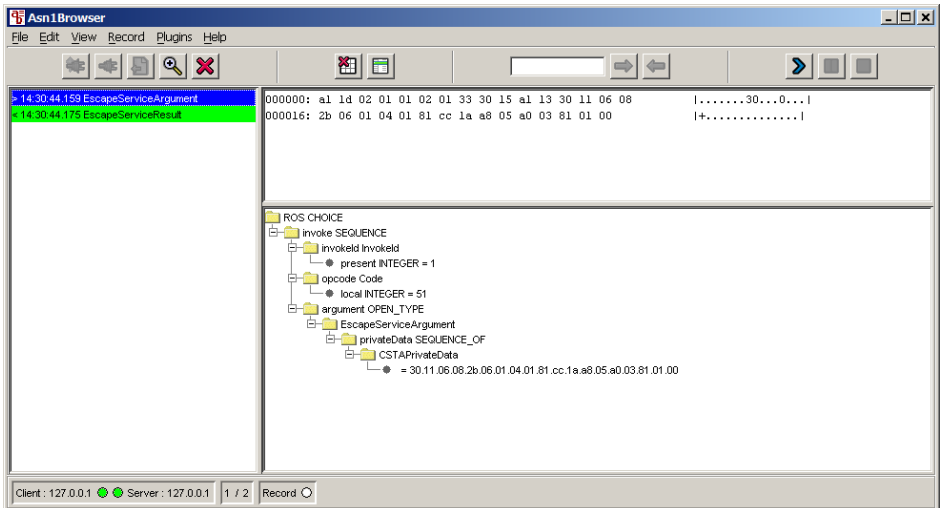 Asn1Browser
File Edit View Record Plugins Help
> 14:30:44.159 EscapeServiceArgument
< 14:30:44.175 EscapeServiceResult
000000: a1 1d 02 01 01 02 01 33 30 15 a1 13 30 11 06 08 |.......30...0...|
000016: 2b 06 01 04 01 81 cc 1a a8 05 a0 03 81 01 00 |+..............|
ROS CHOICE
invoke SEQUENCE
invokeId InvokeId
present INTEGER = 1
opcode Code
local INTEGER = 51
argument OPEN_TYPE
EscapeServiceArgument
privateData SEQUENCE_OF
CSTAPrivateData
= 30.11.06.08.2b.06.01.04.01.81.cc.1a.a8.05.a0.03.81.01.00
Client : 127.0.0.1 Server : 127.0.0.1 1 / 2 Record